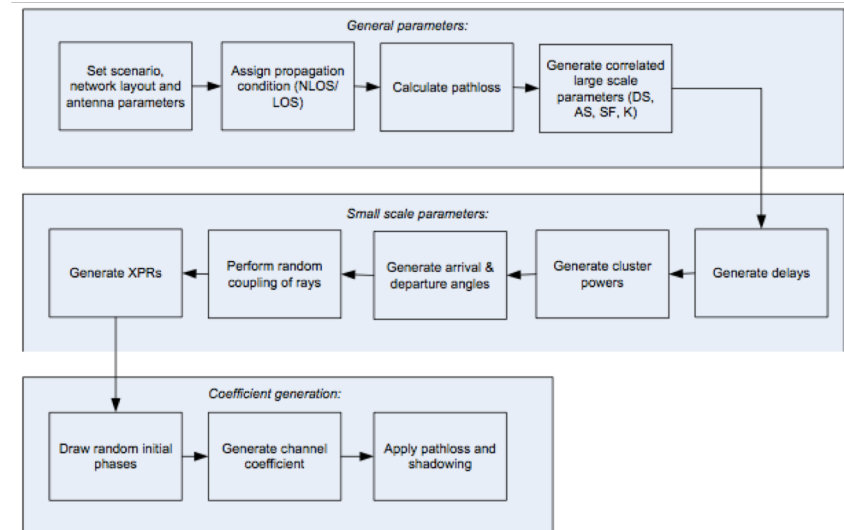 General parameters:
Set scenario,
network layout and
antenna parameters
Assign propagation
condition (NLOS/
LOS)
Calculate pathloss
Generate correlated
large scale
parameters (DS,
AS, SF, K)
Small scale parameters:
Generate XPRs
Perform random
coupling of rays
Generate arrival &
departure angles
Generate cluster
powers
Generate delays
Coefficient generation:
Draw random initial
phases
Generate channel
coefficient
Apply pathloss and
shadowing